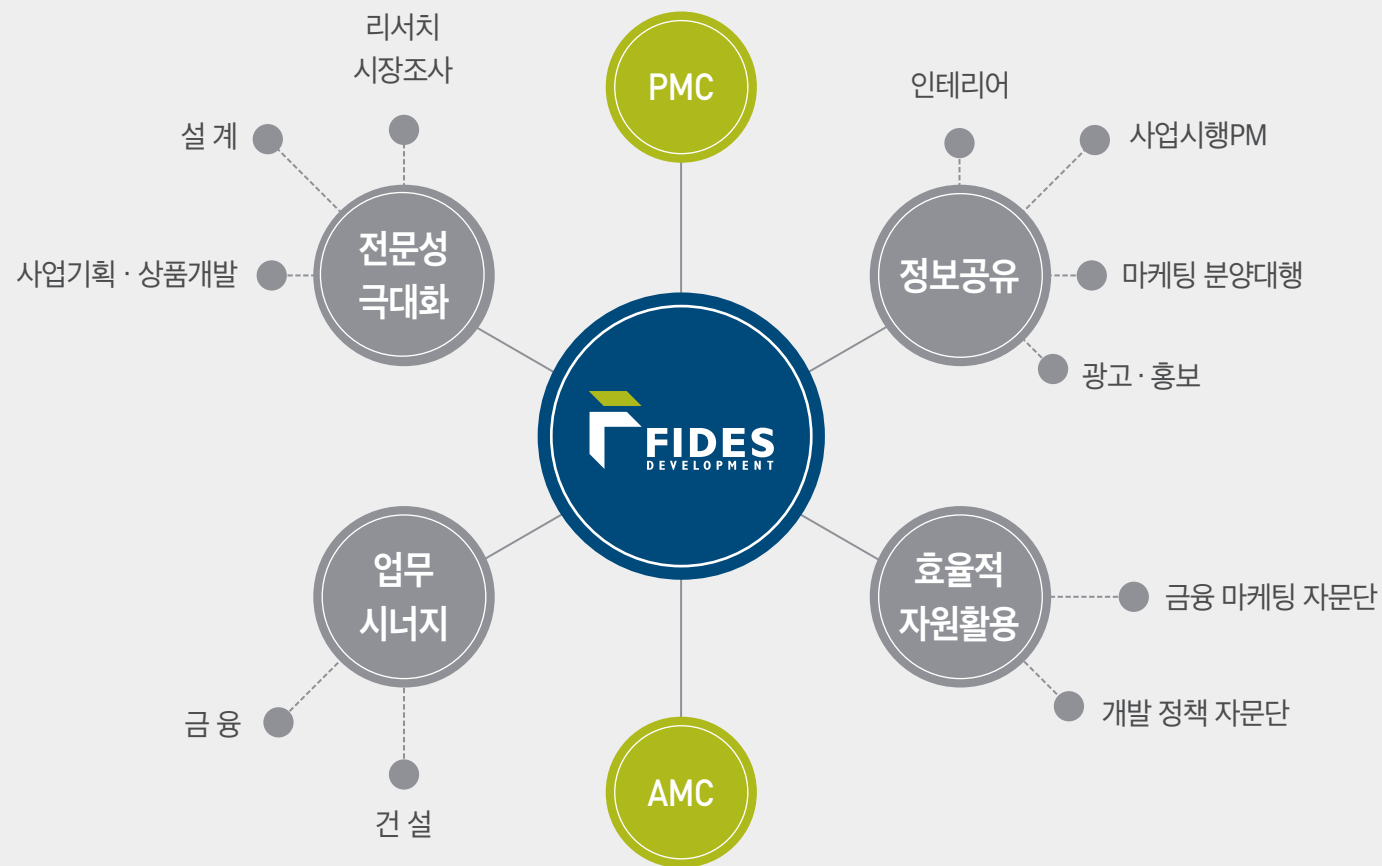 리서치
시장조사
PMC
인테리어
설 계
사업시행PM
전문성
극대화
정보공유
사업기획 · 상품개발
마케팅 분양대행
광고 · 홍보
FIDES
DEVELOPMENT
업무
시너지
효율적
자원활용
금융 마케팅 자문단
금 융
개발 정책 자문단
건 설
AMC